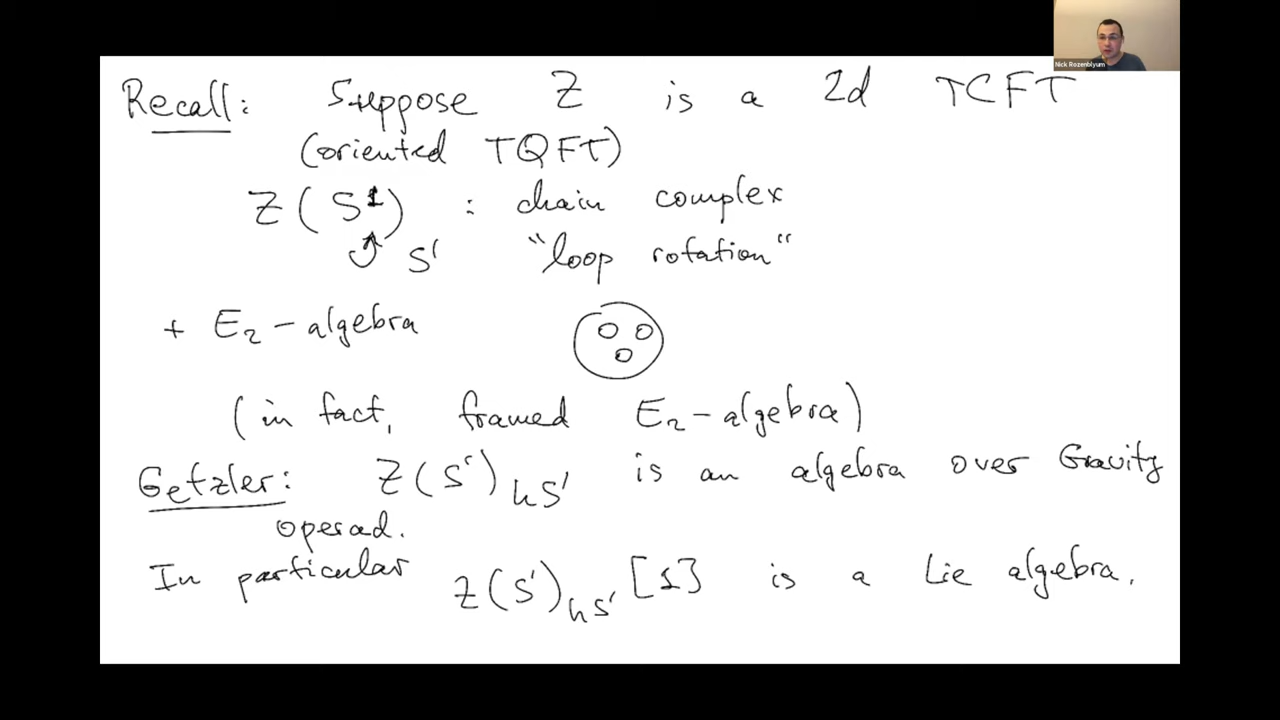 Nick Rozenblyum
Recall: Suppose Z is a 2d TCFT
(oriented TQFT)
Z(S¹) : chain complex
S¹ "loop rotation"
+ E₂-algebra
(in fact, framed E₂-algebra)
Getzler: Z(S¹)hS¹ is an algebra over Gravity
operad.
In particular Z(S¹)hS¹ [1] is a Lie algebra.